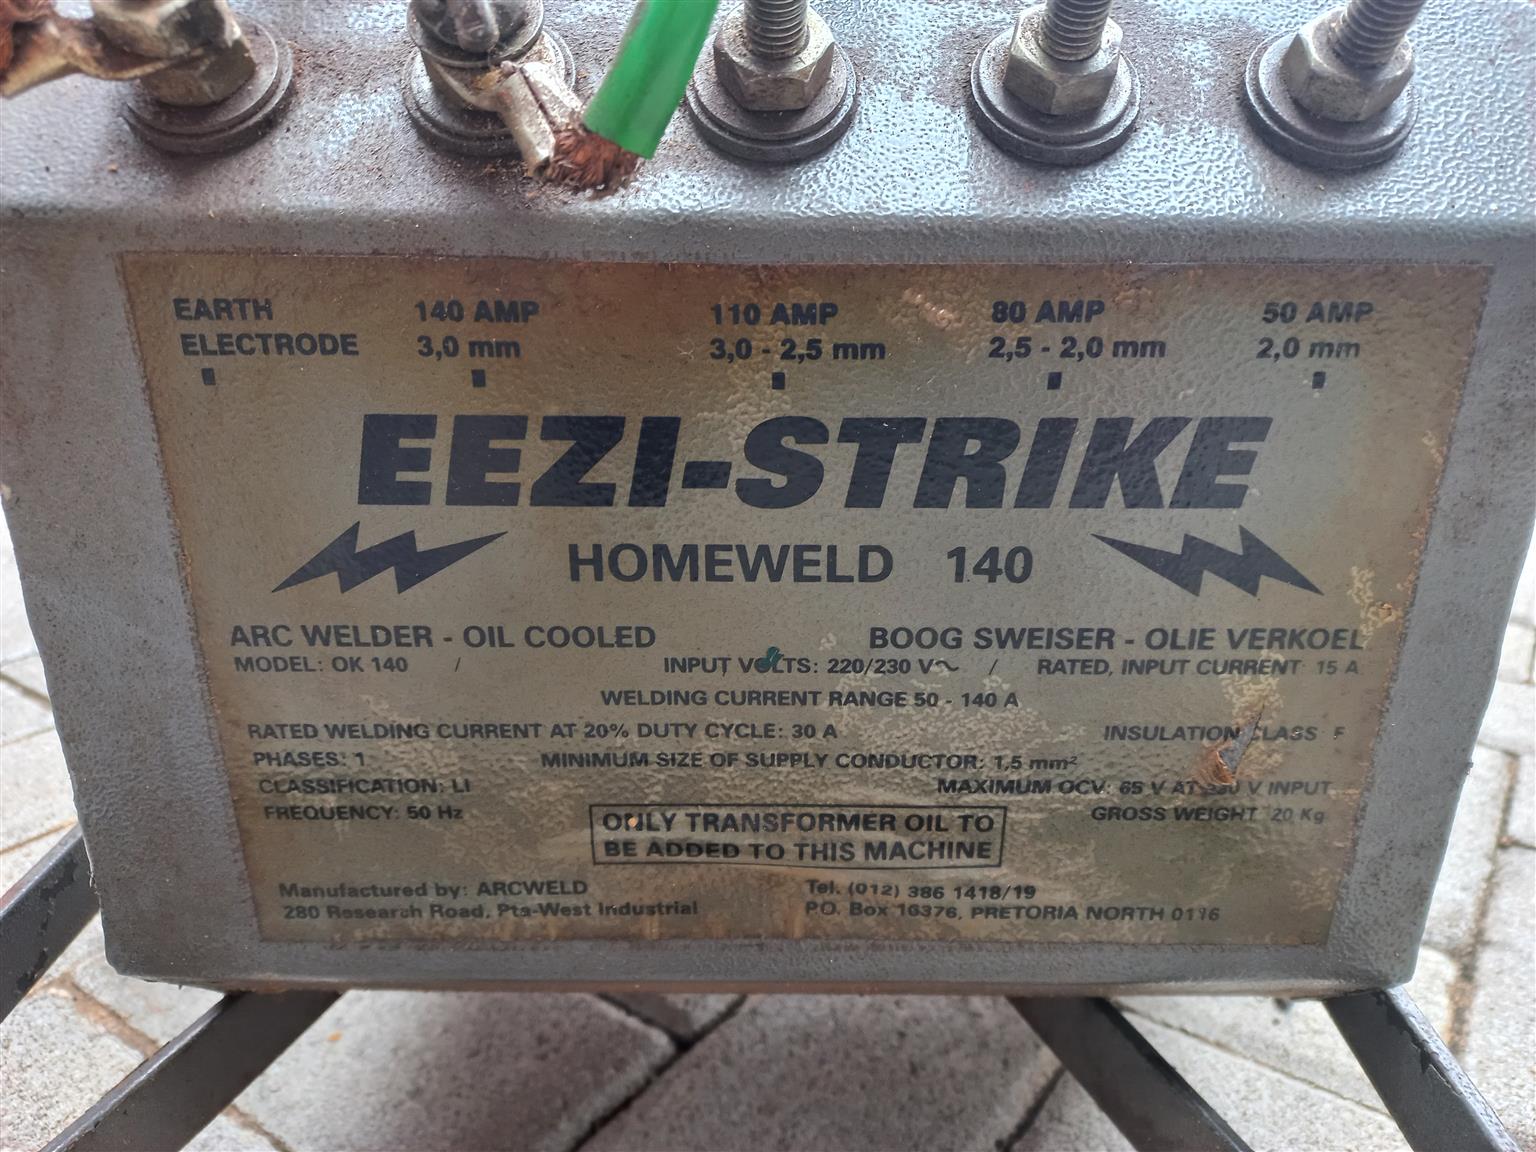 EARTH 140 AMP 110 AMP 80 AMP 50 AMP
ELECTRODE 3,0 mm 3,0 - 2,5 mm 2,5 - 2,0 mm 2,0 mm
EEZI-STRIKE
HOMEWELD 140
ARC WELDER - OIL COOLED BOOG SWEISER - OLIE VERKOEL
MODEL: OK 140 / INPUT VOLTS: 220/230 V~ / RATED, INPUT CURRENT 15 A
WELDING CURRENT RANGE 50 - 140 A
RATED WELDING CURRENT AT 20% DUTY CYCLE: 30 A INSULATION CLASS F
PHASES: 1 MINIMUM SIZE OF SUPPLY CONDUCTOR: 1,5 mm²
CLASSIFICATION: LI MAXIMUM OCV: 65 V AT 230 V INPUT
FREQUENCY: 50 Hz GROSS WEIGHT 20 Kg
ONLY TRANSFORMER OIL TO
BE ADDED TO THIS MACHINE
Manufactured by: ARCWELD Tel. (012) 386 1418/19
280 Research Road, Pta-West Industrial P.O. Box 16376, PRETORIA NORTH 0116